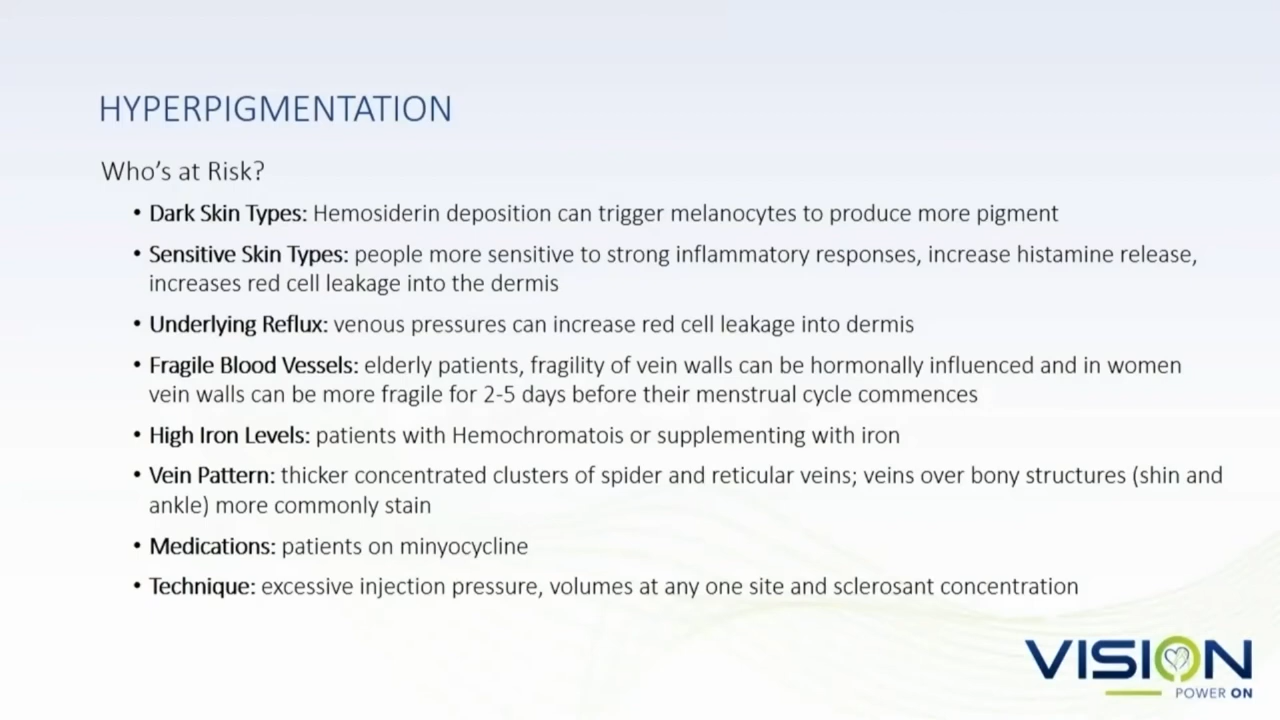 HYPERPIGMENTATION
Who's at Risk?
• Dark Skin Types: Hemosiderin deposition can trigger melanocytes to produce more pigment
• Sensitive Skin Types: people more sensitive to strong inflammatory responses, increase histamine release,
increases red cell leakage into the dermis
• Underlying Reflux: venous pressures can increase red cell leakage into dermis
• Fragile Blood Vessels: elderly patients, fragility of vein walls can be hormonally influenced and in women
vein walls can be more fragile for 2-5 days before their menstrual cycle commences
• High Iron Levels: patients with Hemochromatois or supplementing with iron
• Vein Pattern: thicker concentrated clusters of spider and reticular veins; veins over bony structures (shin and
ankle) more commonly stain
• Medications: patients on minyocycline
• Technique: excessive injection pressure, volumes at any one site and sclerosant concentration
VISION
POWER ON